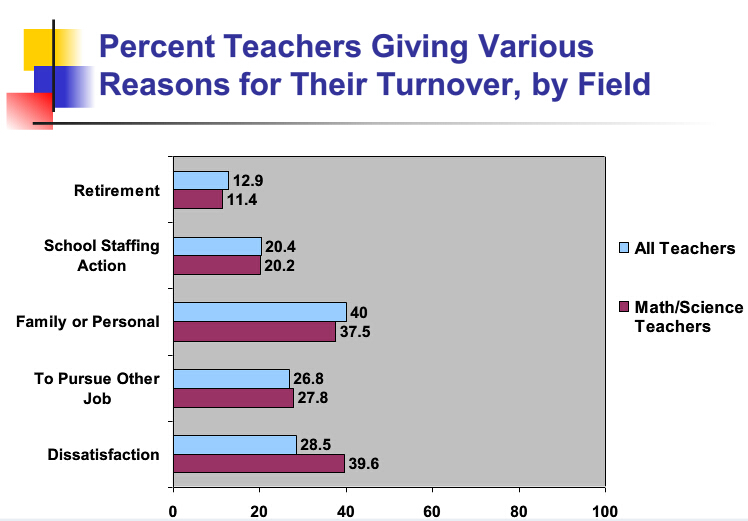 Percent Teachers Giving Various
Reasons for Their Turnover, by Field
Retirement
12.9
11.4
School Staffing
Action
20.4
20.2
Family or Personal
40
37.5
To Pursue Other
Job
26.8
27.8
Dissatisfaction
28.5
39.6
0 20 40 60 80 100
All Teachers
Math/Science
Teachers